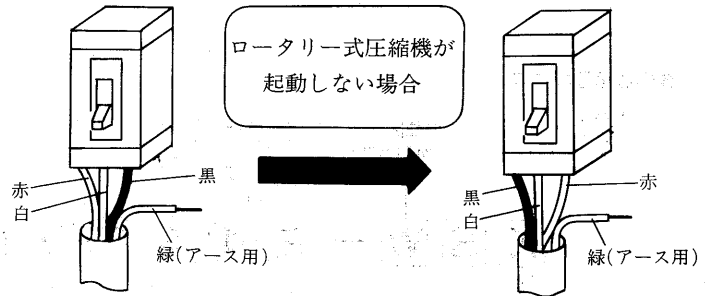 ロータリー式圧縮機が
起動しない場合
赤
白
黒
緑(アース用)
黒
白
赤
緑(アース用)